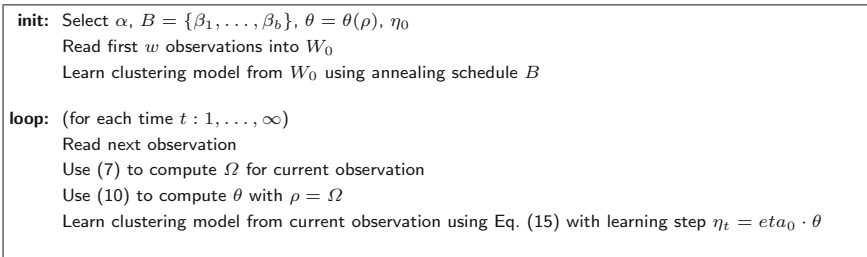 init: Select α, B = {β₁, . . . , β_b}, θ = θ(ρ), η₀
Read first w observations into W₀
Learn clustering model from W₀ using annealing schedule B
loop: (for each time t : 1, . . . , ∞)
Read next observation
Use (7) to compute Ω for current observation
Use (10) to compute θ with ρ = Ω
Learn clustering model from current observation using Eq. (15) with learning step η_t = eta₀ · θ